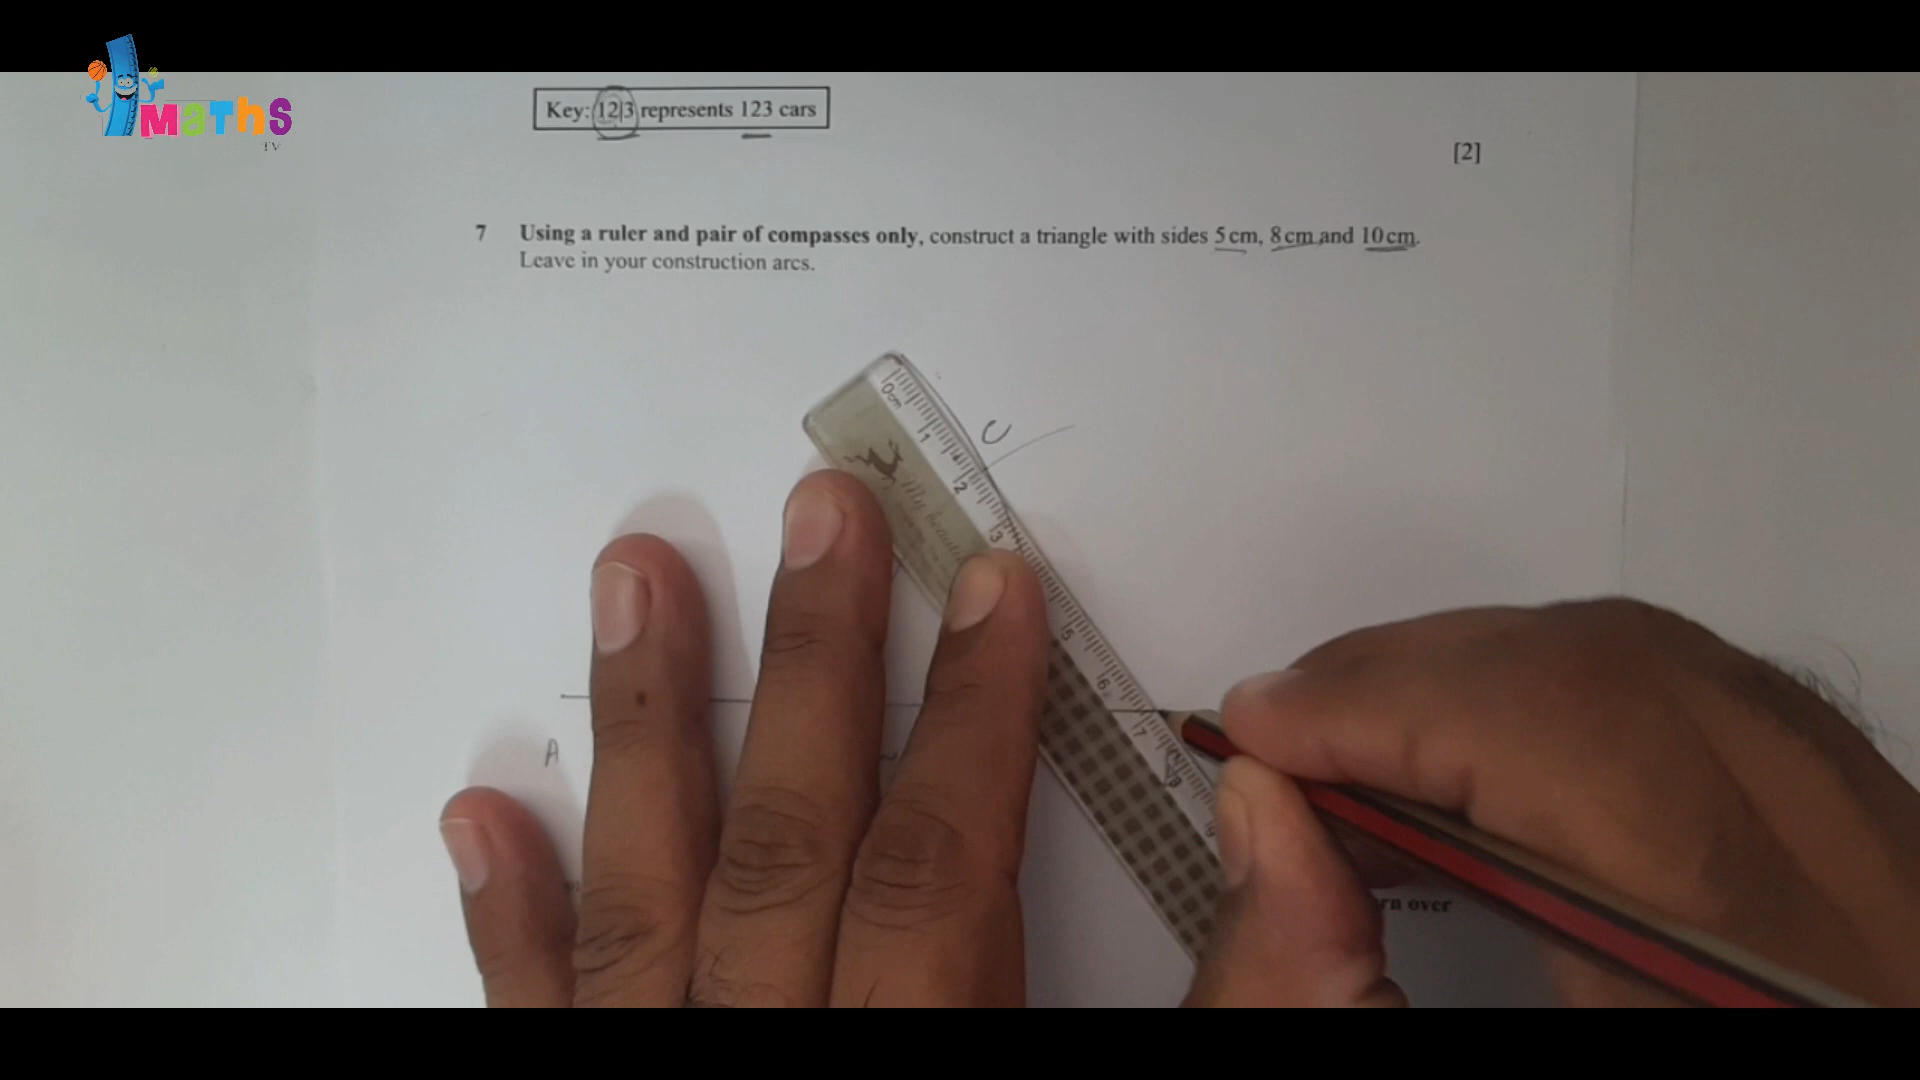 MaTHS
TV
Key: 12|3 represents 123 cars
[2]
7 Using a ruler and pair of compasses only, construct a triangle with sides 5 cm, 8 cm and 10 cm.
Leave in your construction arcs.
C
0cm 1 2 3 5 6 7 8 9
My
A
rn over